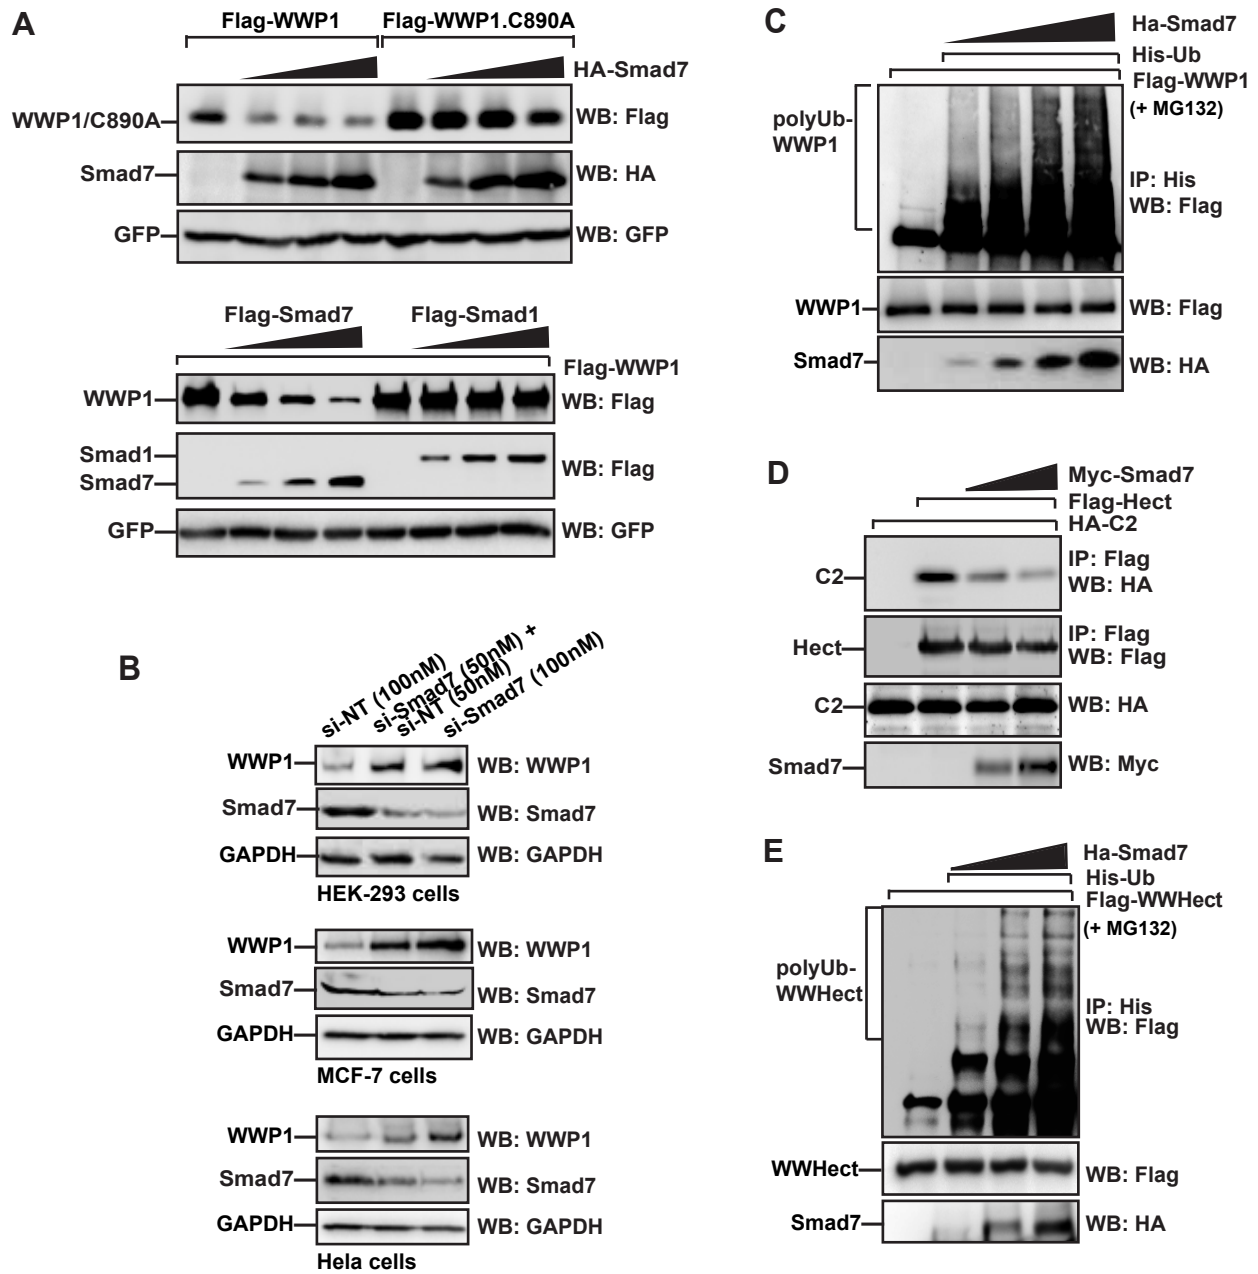 A
Flag-WWP1 Flag-WWP1.C890A
HA-Smad7
WWP1/C890A WB: Flag
Smad7 WB: HA
GFP WB: GFP
Flag-Smad7 Flag-Smad1
Flag-WWP1
WWP1 WB: Flag
Smad1
Smad7 WB: Flag
GFP WB: GFP
B
si-NT (100nM)
si-Smad7 (50nM) +
si-NT (50nM)
si-Smad7 (100nM)
WWP1 WB: WWP1
Smad7 WB: Smad7
GAPDH WB: GAPDH
HEK-293 cells
WWP1 WB: WWP1
Smad7 WB: Smad7
GAPDH WB: GAPDH
MCF-7 cells
WWP1 WB: WWP1
Smad7 WB: Smad7
GAPDH WB: GAPDH
Hela cells
C
Ha-Smad7
His-Ub
Flag-WWP1
(+ MG132)
polyUb-
WWP1
IP: His
WB: Flag
WWP1 WB: Flag
Smad7 WB: HA
D
Myc-Smad7
Flag-Hect
HA-C2
C2 IP: Flag
WB: HA
Hect IP: Flag
WB: Flag
C2 WB: HA
Smad7 WB: Myc
E
Ha-Smad7
His-Ub
Flag-WWHect
(+ MG132)
polyUb-
WWHect
IP: His
WB: Flag
WWHect WB: Flag
Smad7 WB: HA